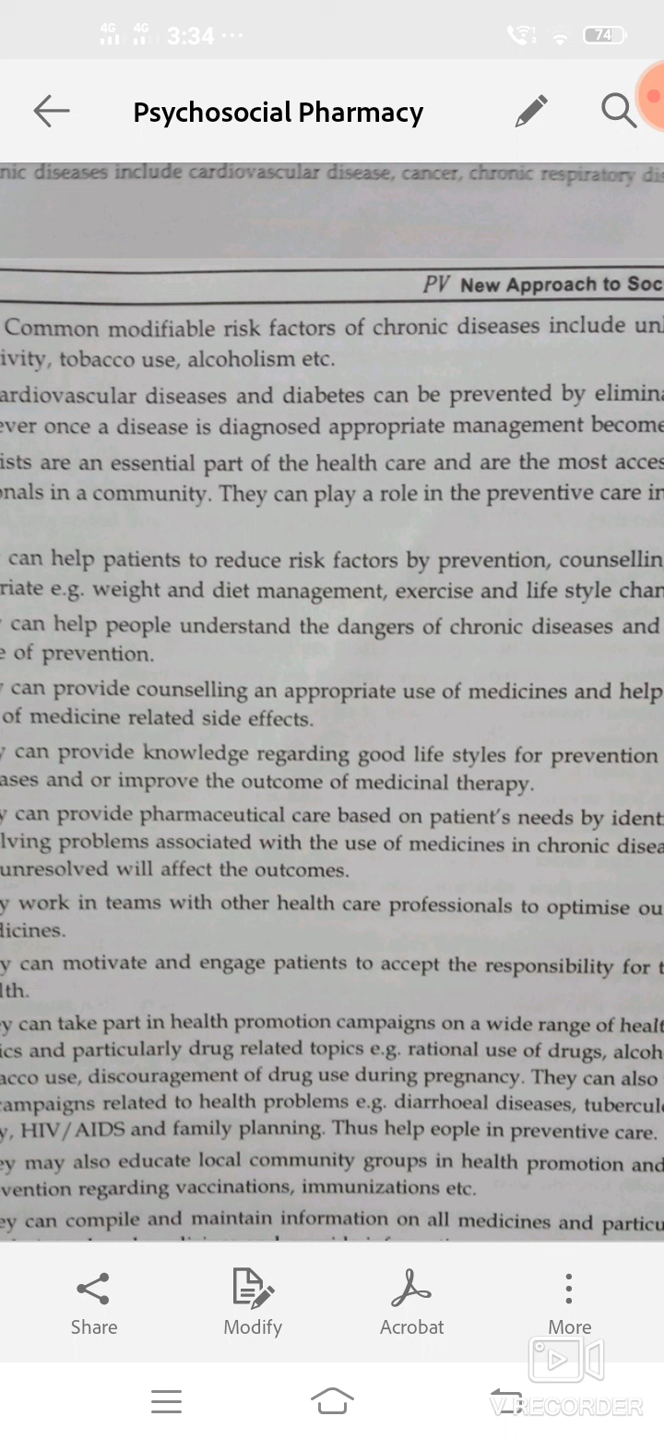 4G 4G 3:34 ... 74
Psychosocial Pharmacy
nic diseases include cardiovascular disease, cancer, chronic respiratory dis
PV New Approach to Soc
Common modifiable risk factors of chronic diseases include un
ivity, tobacco use, alcoholism etc.
ardiovascular diseases and diabetes can be prevented by elimina
ever once a disease is diagnosed appropriate management become
ists are an essential part of the health care and are the most acces
onals in a community. They can play a role in the preventive care in
can help patients to reduce risk factors by prevention, counsellin
riate e.g. weight and diet management, exercise and life style chan
can help people understand the dangers of chronic diseases and
e of prevention.
can provide counselling an appropriate use of medicines and help
of medicine related side effects.
y can provide knowledge regarding good life styles for prevention
ases and or improve the outcome of medicinal therapy.
y can provide pharmaceutical care based on patient's needs by identi
lving problems associated with the use of medicines in chronic disea
unresolved will affect the outcomes.
y work in teams with other health care professionals to optimise ou
licines.
y can motivate and engage patients to accept the responsibility for t
lth.
ey can take part in health promotion campaigns on a wide range of healt
ics and particularly drug related topics e.g. rational use of drugs, alcoh
acco use, discouragement of drug use during pregnancy. They can also
campaigns related to health problems e.g. diarrhoeal diseases, tubercul
y, HIV/AIDS and family planning. Thus help eople in preventive care.
ey may also educate local community groups in health promotion and
vention regarding vaccinations, immunizations etc.
ey can compile and maintain information on all medicines and particu
Share Modify Acrobat More
V RECORDER